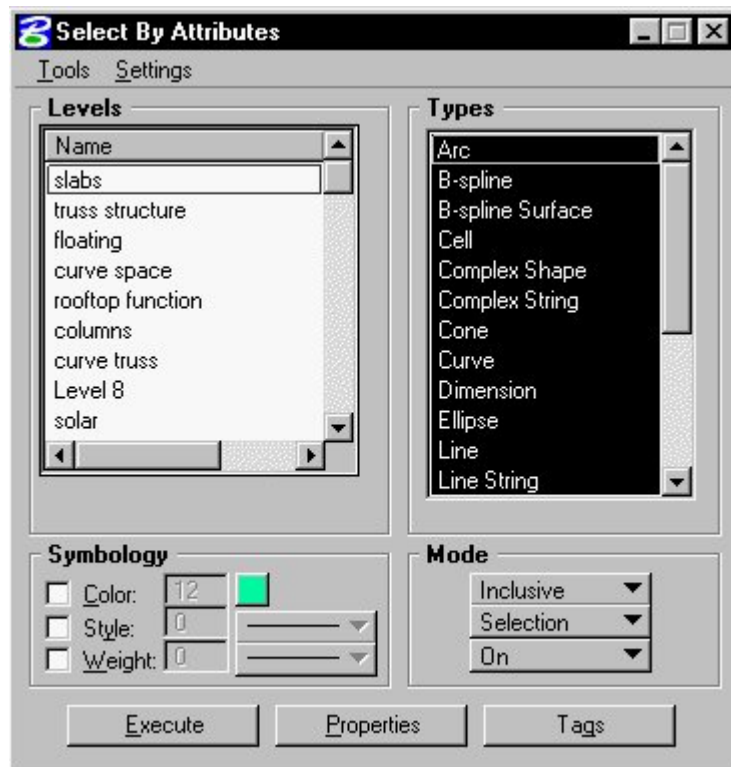 Select By Attributes
Tools Settings
Levels
Name
slabs
truss structure
floating
curve space
rooftop function
columns
curve truss
Level 8
solar
Types
Arc
B-spline
B-spline Surface
Cell
Complex Shape
Complex String
Cone
Curve
Dimension
Ellipse
Line
Line String
Symbology
Color: 12
Style: 0
Weight: 0
Mode
Inclusive
Selection
On
Execute Properties Tags